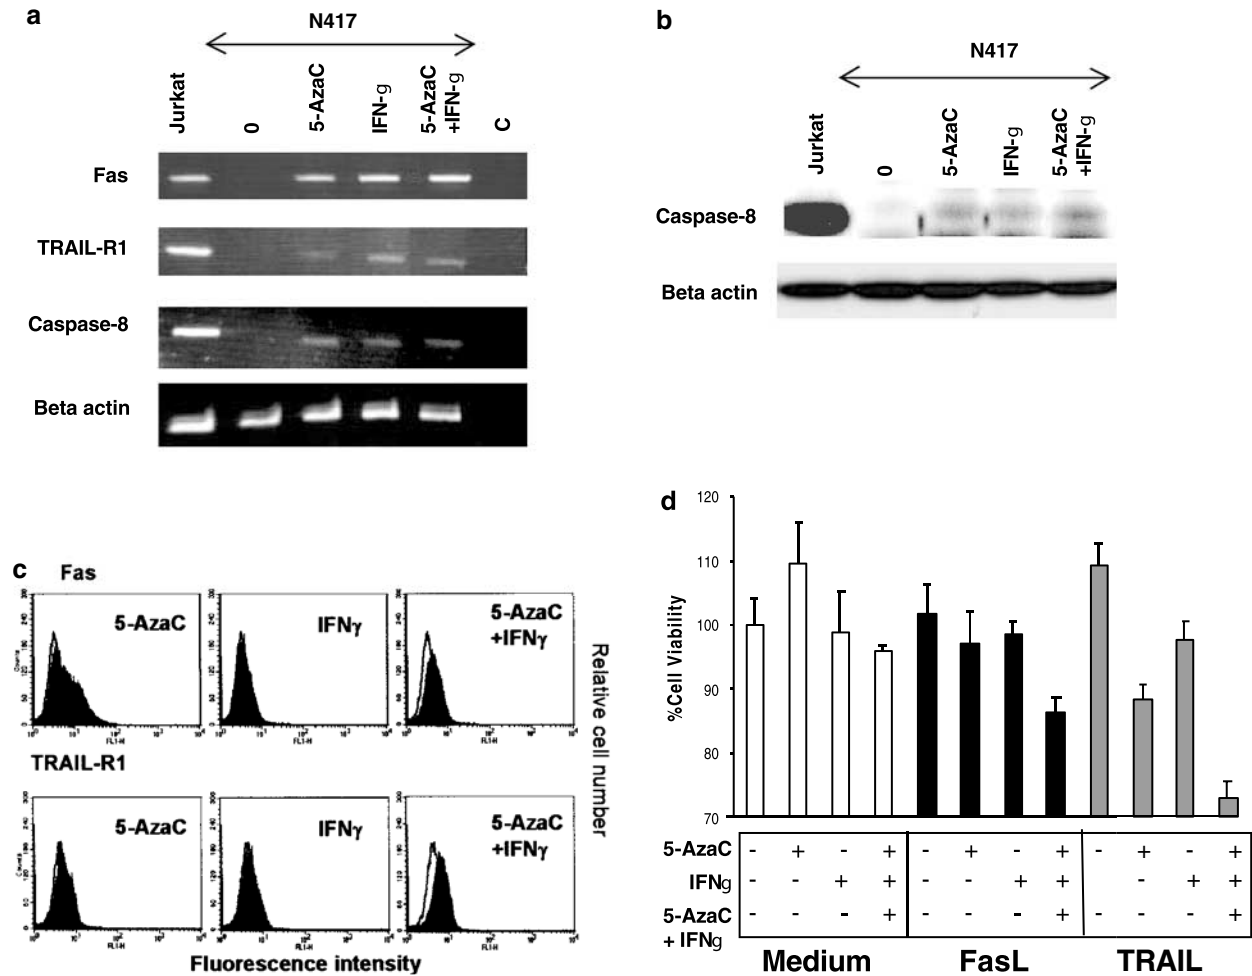 a
N417
Jurkat
0
5-AzaC
IFN-g
5-AzaC
+IFN-g
C
Fas
TRAIL-R1
Caspase-8
Beta actin
b
N417
Jurkat
0
5-AzaC
IFN-g
5-AzaC
+IFN-g
Caspase-8
Beta actin
c
Fas
5-AzaC
IFNγ
5-AzaC
+IFNγ
TRAIL-R1
5-AzaC
IFNγ
5-AzaC
+IFNγ
Relative cell number
Fluorescence intensity
d
%Cell Viability
120
110
100
90
80
70
5-AzaC - + - + - + - + - + - +
IFNg - - + + - - + + - + +
5-AzaC
+ IFNg
- - - + - - - + - - - +
Medium FasL TRAIL